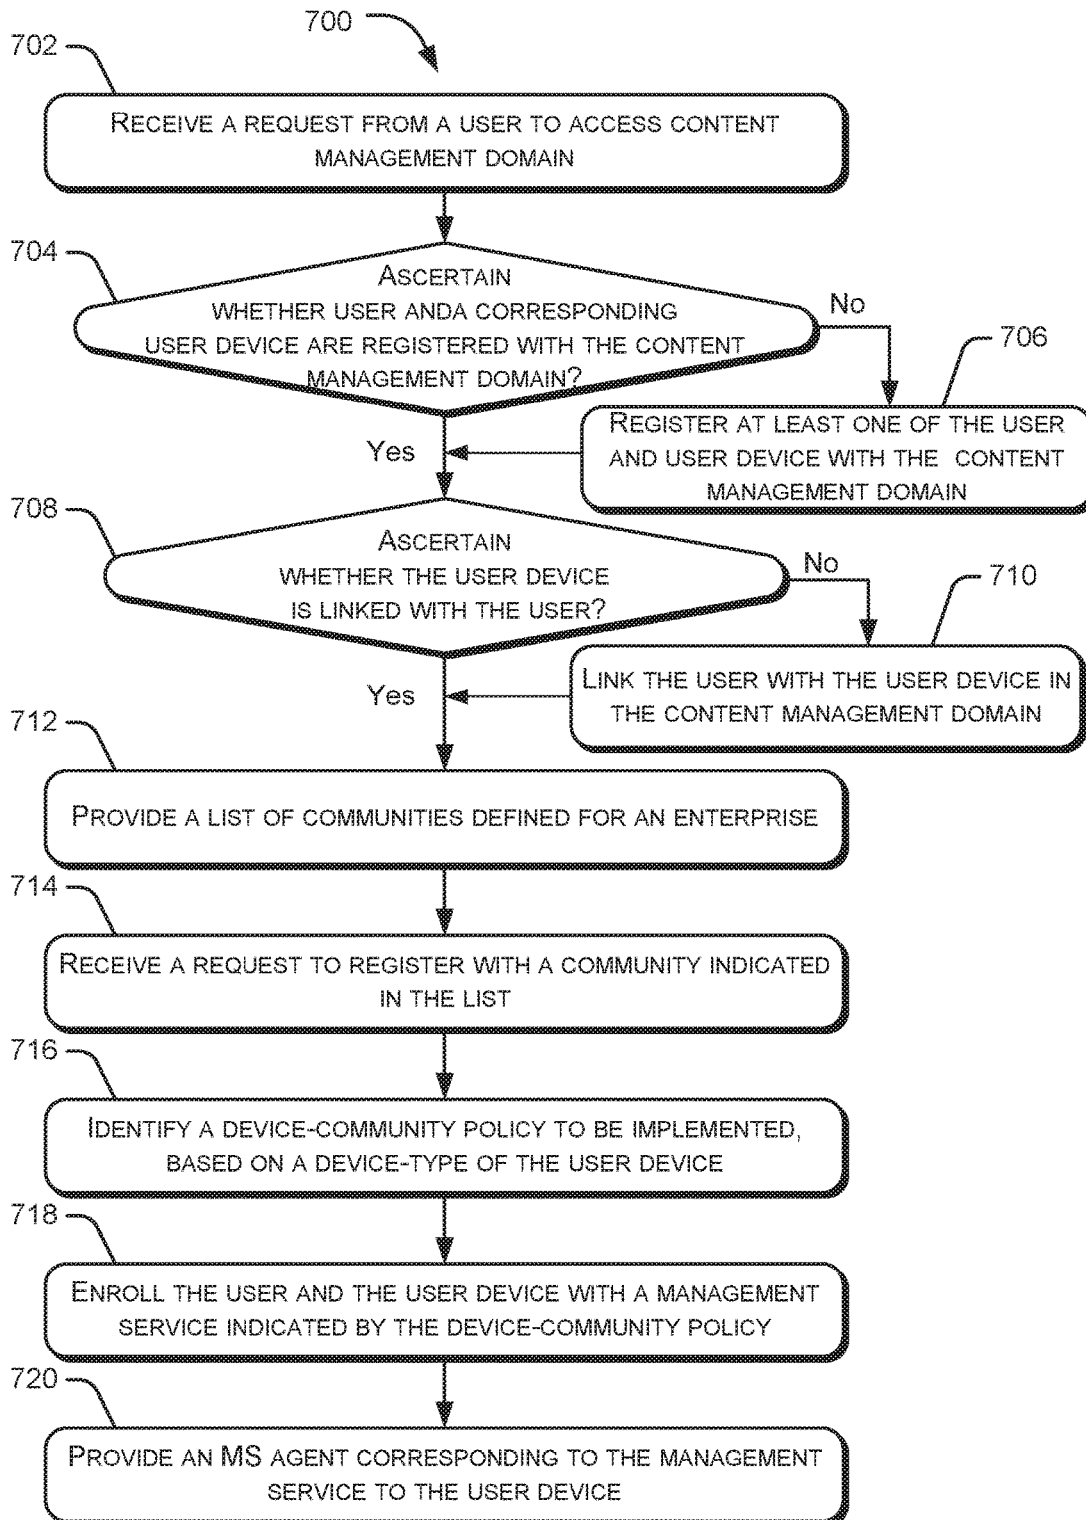 700
702
RECEIVE A REQUEST FROM A USER TO ACCESS CONTENT
MANAGEMENT DOMAIN
704
ASCERTAIN
WHETHER USER ANDA CORRESPONDING
USER DEVICE ARE REGISTERED WITH THE CONTENT
MANAGEMENT DOMAIN?
No
706
REGISTER AT LEAST ONE OF THE USER
AND USER DEVICE WITH THE CONTENT
MANAGEMENT DOMAIN
Yes
708
ASCERTAIN
WHETHER THE USER DEVICE
IS LINKED WITH THE USER?
No
710
LINK THE USER WITH THE USER DEVICE IN
THE CONTENT MANAGEMENT DOMAIN
Yes
712
PROVIDE A LIST OF COMMUNITIES DEFINED FOR AN ENTERPRISE
714
RECEIVE A REQUEST TO REGISTER WITH A COMMUNITY INDICATED
IN THE LIST
716
IDENTIFY A DEVICE-COMMUNITY POLICY TO BE IMPLEMENTED,
BASED ON A DEVICE-TYPE OF THE USER DEVICE
718
ENROLL THE USER AND THE USER DEVICE WITH A MANAGEMENT
SERVICE INDICATED BY THE DEVICE-COMMUNITY POLICY
720
PROVIDE AN MS AGENT CORRESPONDING TO THE MANAGEMENT
SERVICE TO THE USER DEVICE